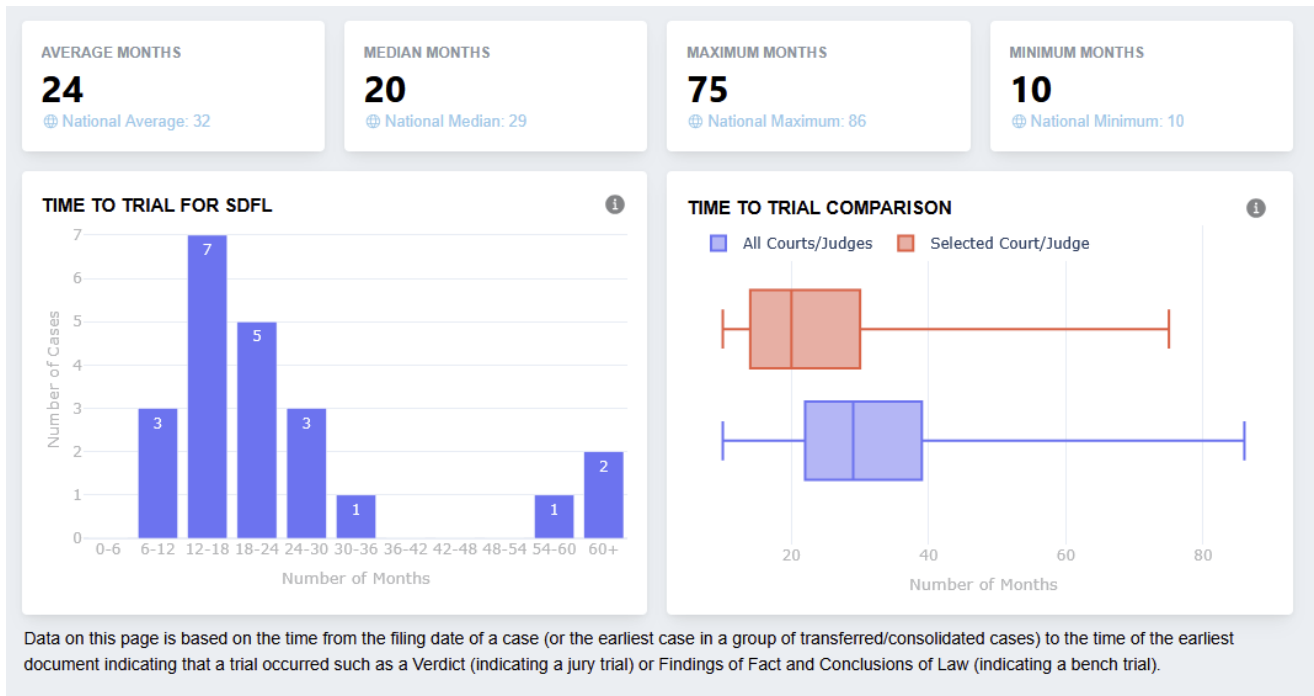 AVERAGE MONTHS
24
National Average: 32
MEDIAN MONTHS
20
National Median: 29
MAXIMUM MONTHS
75
National Maximum: 86
MINIMUM MONTHS
10
National Minimum: 10
TIME TO TRIAL FOR SDFL
i
7
6
5
4
3
2
1
0
Number of Cases
3
7
5
3
1
1
2
0-6 6-12 12-18 18-24 24-30 30-36 36-42 42-48 48-54 54-60 60+
Number of Months
TIME TO TRIAL COMPARISON
i
All Courts/Judges Selected Court/Judge
20 40 60 80
Number of Months
Data on this page is based on the time from the filing date of a case (or the earliest case in a group of transferred/consolidated cases) to the time of the earliest
document indicating that a trial occurred such as a Verdict (indicating a jury trial) or Findings of Fact and Conclusions of Law (indicating a bench trial).